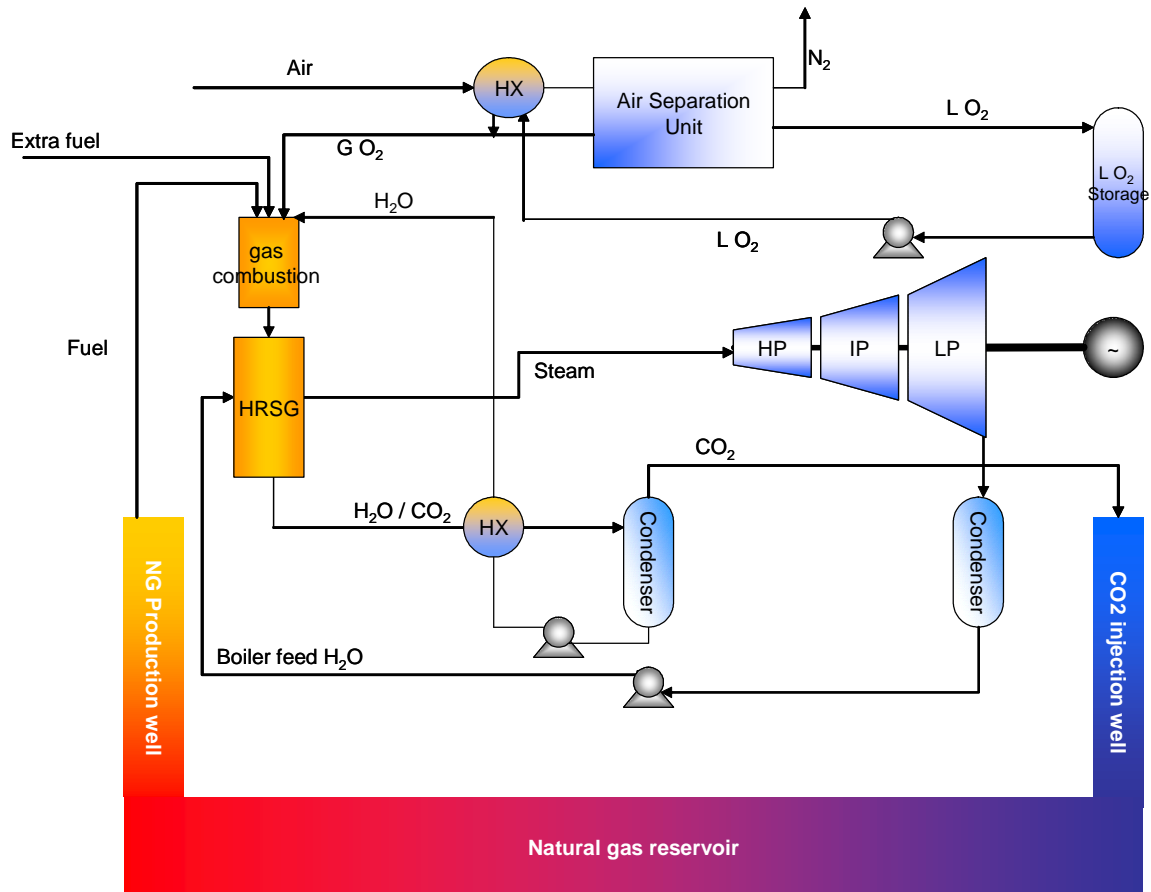 Air
HX
Air Separation
Unit
N₂
L O₂
Extra fuel
G O₂
L O₂
Storage
H₂O
L O₂
gas
combustion
Fuel
HP
IP
LP
~
Steam
HRSG
CO₂
H₂O / CO₂
HX
Condenser
Condenser
NG Production well
CO2 injection well
Boiler feed H₂O
Natural gas reservoir